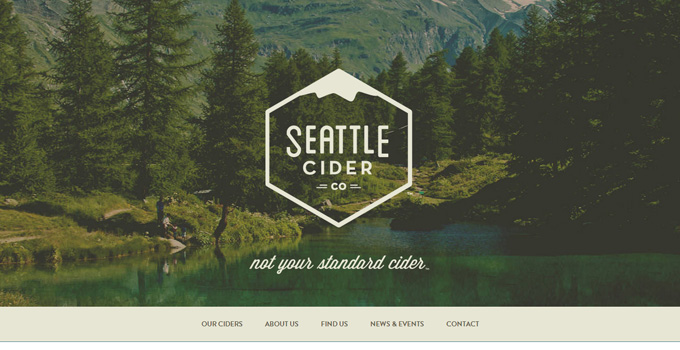 SEATTLE
CIDER
CO
not your standard cider
OUR CIDERS ABOUT US FIND US NEWS & EVENTS CONTACT